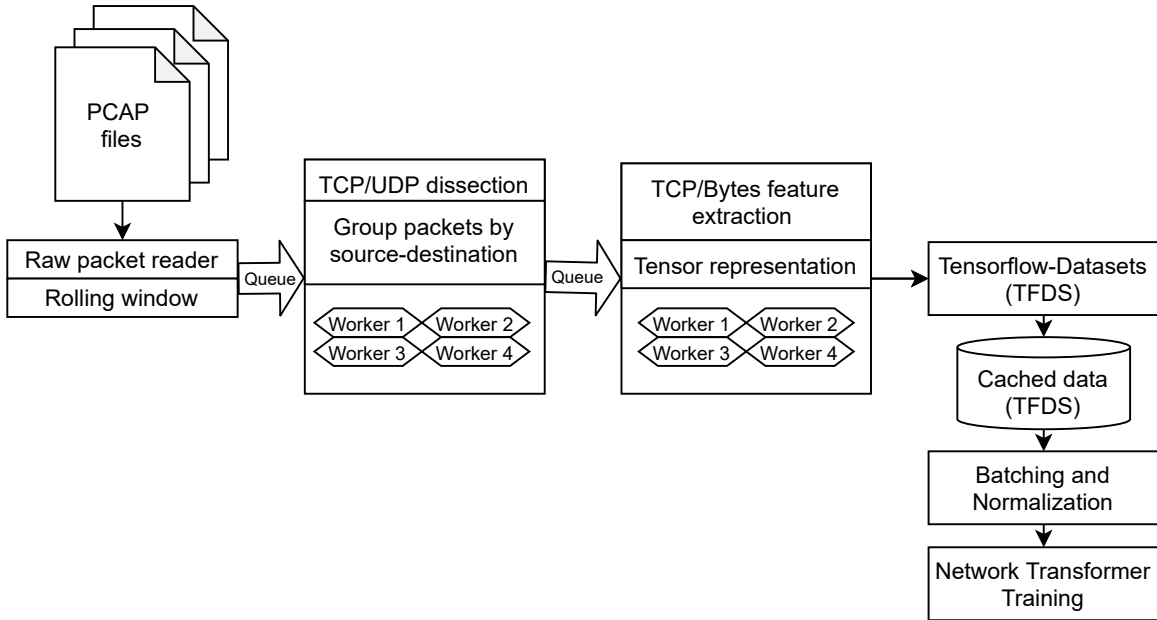 PCAP
files
Raw packet reader
Rolling window
Queue
TCP/UDP dissection
Group packets by
source-destination
Worker 1
Worker 2
Worker 3
Worker 4
Queue
TCP/Bytes feature
extraction
Tensor representation
Worker 1
Worker 2
Worker 3
Worker 4
Tensorflow-Datasets
(TFDS)
Cached data
(TFDS)
Batching and
Normalization
Network Transformer
Training